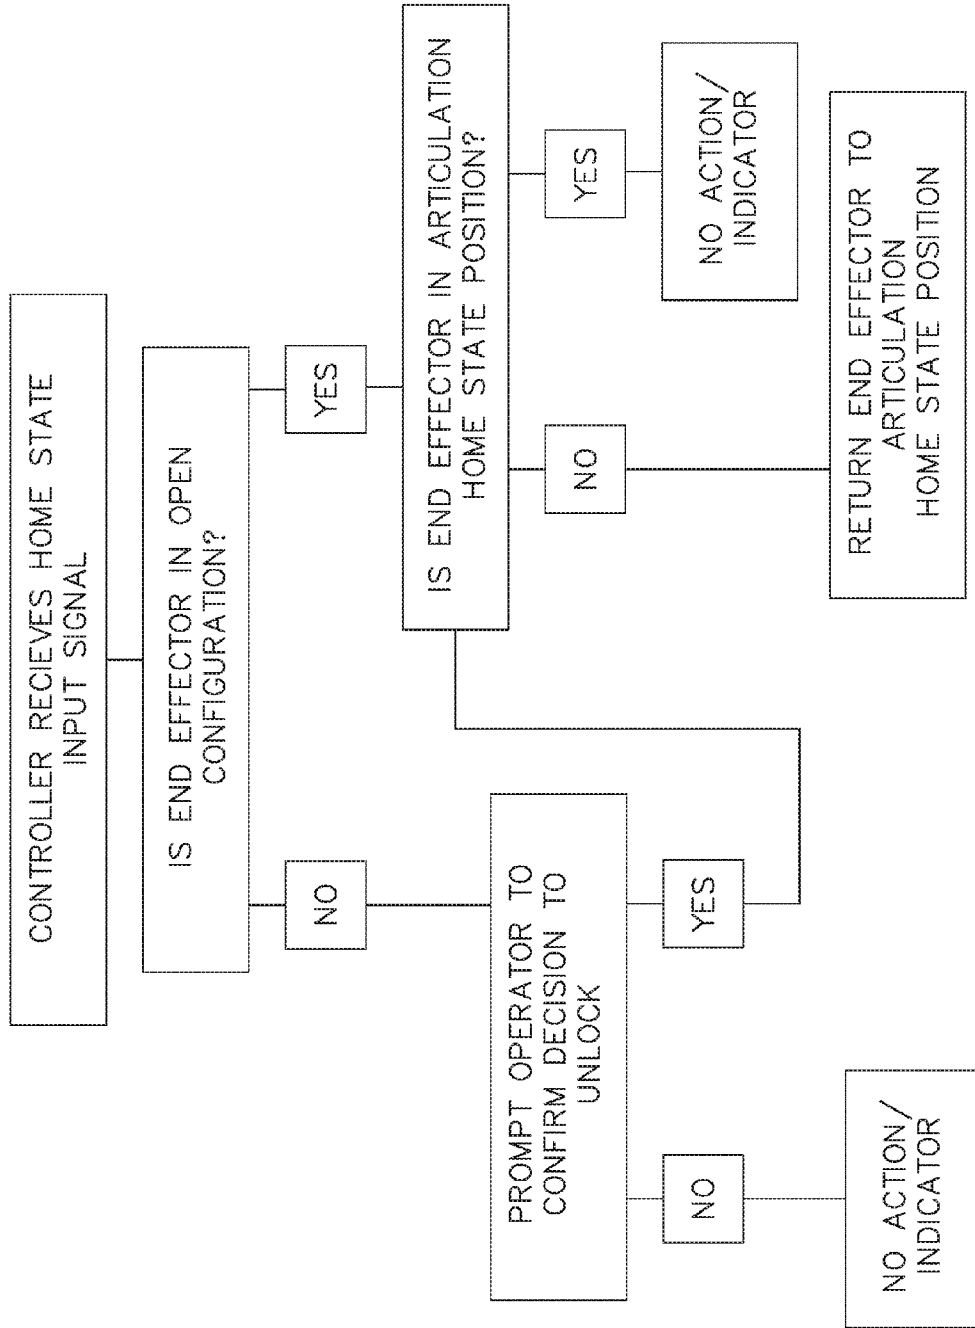 CONTROLLER RECIEVES HOME STATE
INPUT SIGNAL
IS END EFFECTOR IN OPEN
CONFIGURATION?
NO
YES
PROMPT OPERATOR TO
CONFIRM DECISION TO
UNLOCK
NO
YES
NO ACTION/
INDICATOR
IS END EFFECTOR IN ARTICULATION
HOME STATE POSITION?
NO
YES
NO ACTION/
INDICATOR
RETURN END EFFECTOR TO
ARTICULATION
HOME STATE POSITION